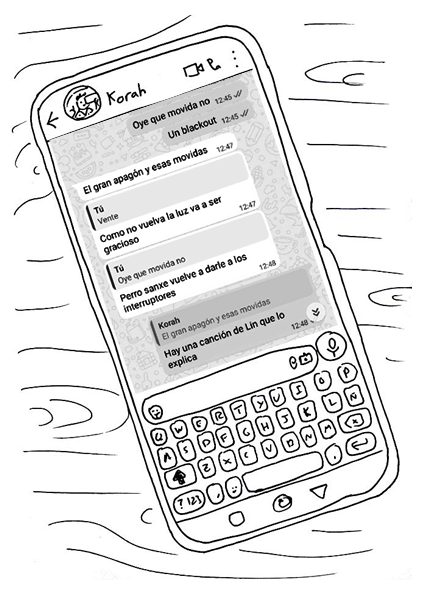 Korah
Oye que movida no 12:45
Un blackout 12:45
El gran apagón y esas movidas 12:47
Tú
Vente
Como no vuelva la luz va a ser
gracioso 12:47
Tú
Oye que movida no
Perro sanxe vuelve a darle a los
interruptores 12:48
Korah
El gran apagón y esas movidas
Hay una canción de Lin que lo
explica 12:48
Q W E R T Y U I O P
A S D F G H J K L Ñ
Z X C V B N M
? 123 , .